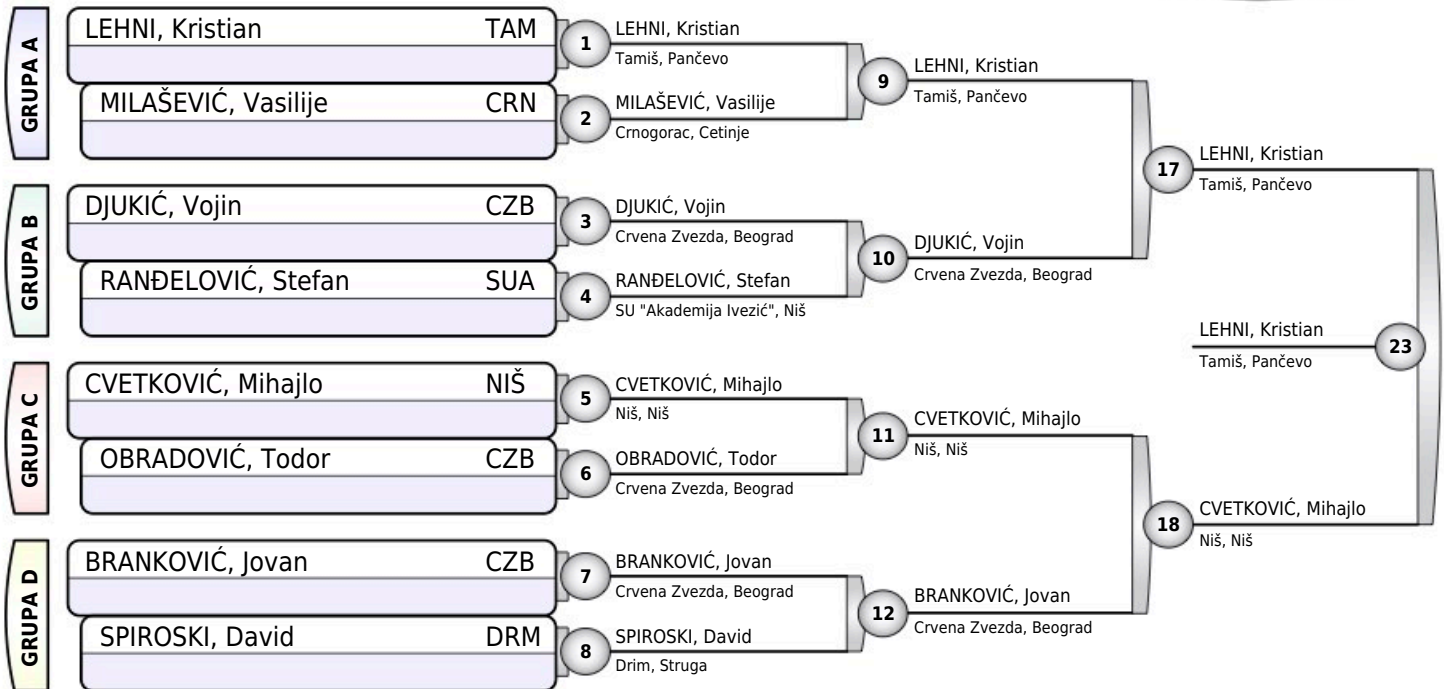 GRUPA A
LEHNI, Kristian TAM
MILAŠEVIĆ, Vasilije CRN
1
LEHNI, Kristian
Tamiš, Pančevo
2
MILAŠEVIĆ, Vasilije
Crnogorac, Cetinje
9
LEHNI, Kristian
Tamiš, Pančevo
GRUPA B
DJUKIĆ, Vojin CZB
RANĐELOVIĆ, Stefan SUA
3
DJUKIĆ, Vojin
Crvena Zvezda, Beograd
4
RANĐELOVIĆ, Stefan
SU "Akademija Ivezić", Niš
10
DJUKIĆ, Vojin
Crvena Zvezda, Beograd
17
LEHNI, Kristian
Tamiš, Pančevo
GRUPA C
CVETKOVIĆ, Mihajlo NIŠ
OBRADOVIĆ, Todor CZB
5
CVETKOVIĆ, Mihajlo
Niš, Niš
6
OBRADOVIĆ, Todor
Crvena Zvezda, Beograd
11
CVETKOVIĆ, Mihajlo
Niš, Niš
GRUPA D
BRANKOVIĆ, Jovan CZB
SPIROSKI, David DRM
7
BRANKOVIĆ, Jovan
Crvena Zvezda, Beograd
8
SPIROSKI, David
Drim, Struga
12
BRANKOVIĆ, Jovan
Crvena Zvezda, Beograd
18
CVETKOVIĆ, Mihajlo
Niš, Niš
LEHNI, Kristian
Tamiš, Pančevo
23